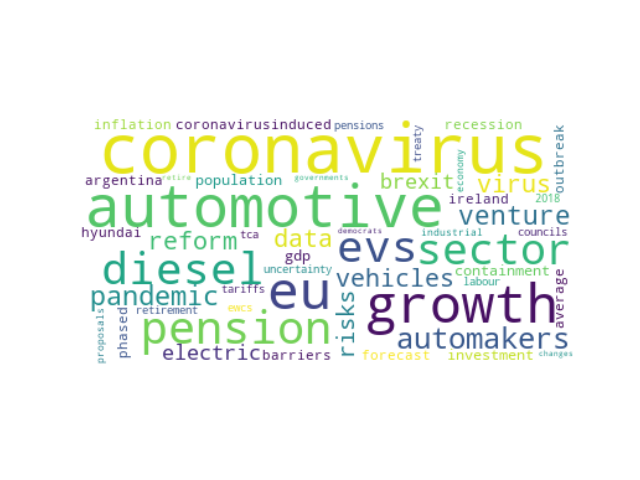 inflation coronavirusinduced pensions recession
coronavirus
treaty
economy
outbreak
argentina retire population governments brexit virus
automotive
ireland 2018
venture
hyundai reform tca data democrats evs industrial sector councils
gdp
diesel uncertainty vehicles containment
labour
pandemic tariffs eu growth average
proposals phased retirement ewcs risks
pension automakers
electric barriers forecast investment changes